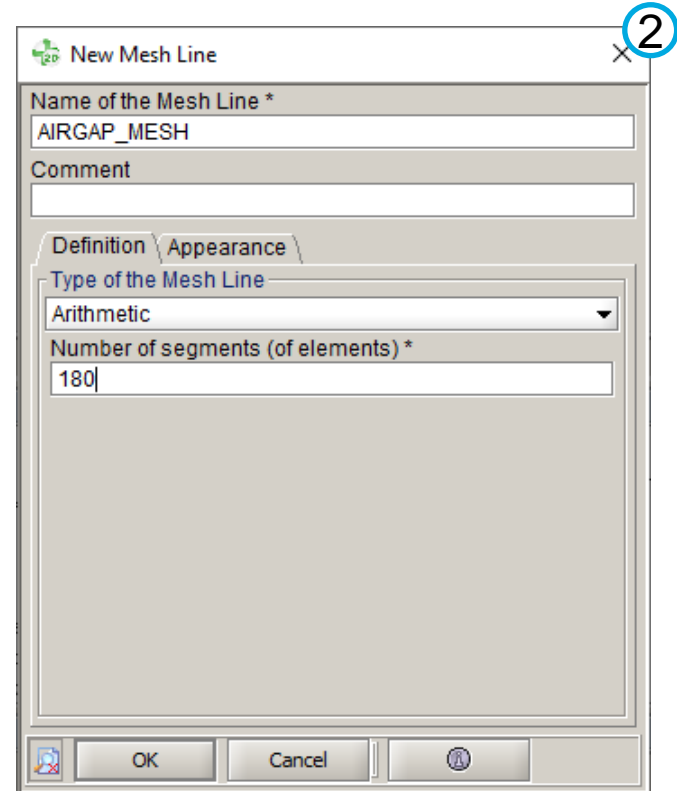 2
2D New Mesh Line
Name of the Mesh Line *
AIRGAP_MESH
Comment
Definition Appearance
Type of the Mesh Line
Arithmetic
Number of segments (of elements) *
180
OK Cancel